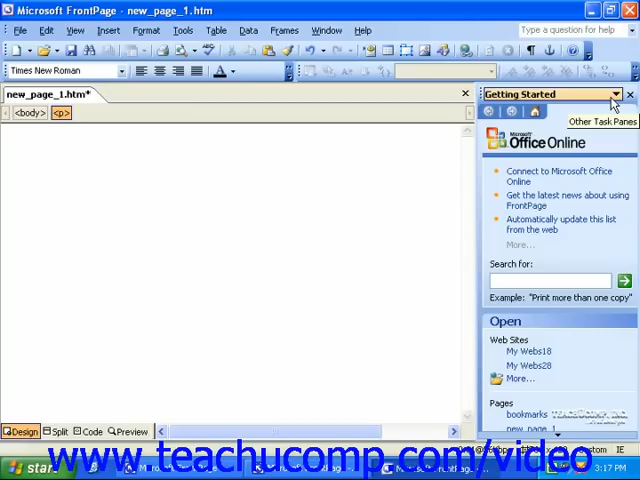 Microsoft FrontPage - new_page_1.htm
File Edit View Insert Format Tools Table Data Frames Window Help
Type a question for help
Times New Roman
new_page_1.htm*
<body> <p>
Getting Started
Other Task Panes
Microsoft
Office Online
Connect to Microsoft Office
Online
Get the latest news about using
FrontPage
Automatically update this list
from the web
More...
Search for:
Example: "Print more than one copy"
Open
Web Sites
My Webs18
My Webs28
More...
Pages
bookmarks
new_page_1
TEACHUCOMP, INC.
Design Split Code Preview
www.teachucomp.com/video
start
3:17 PM